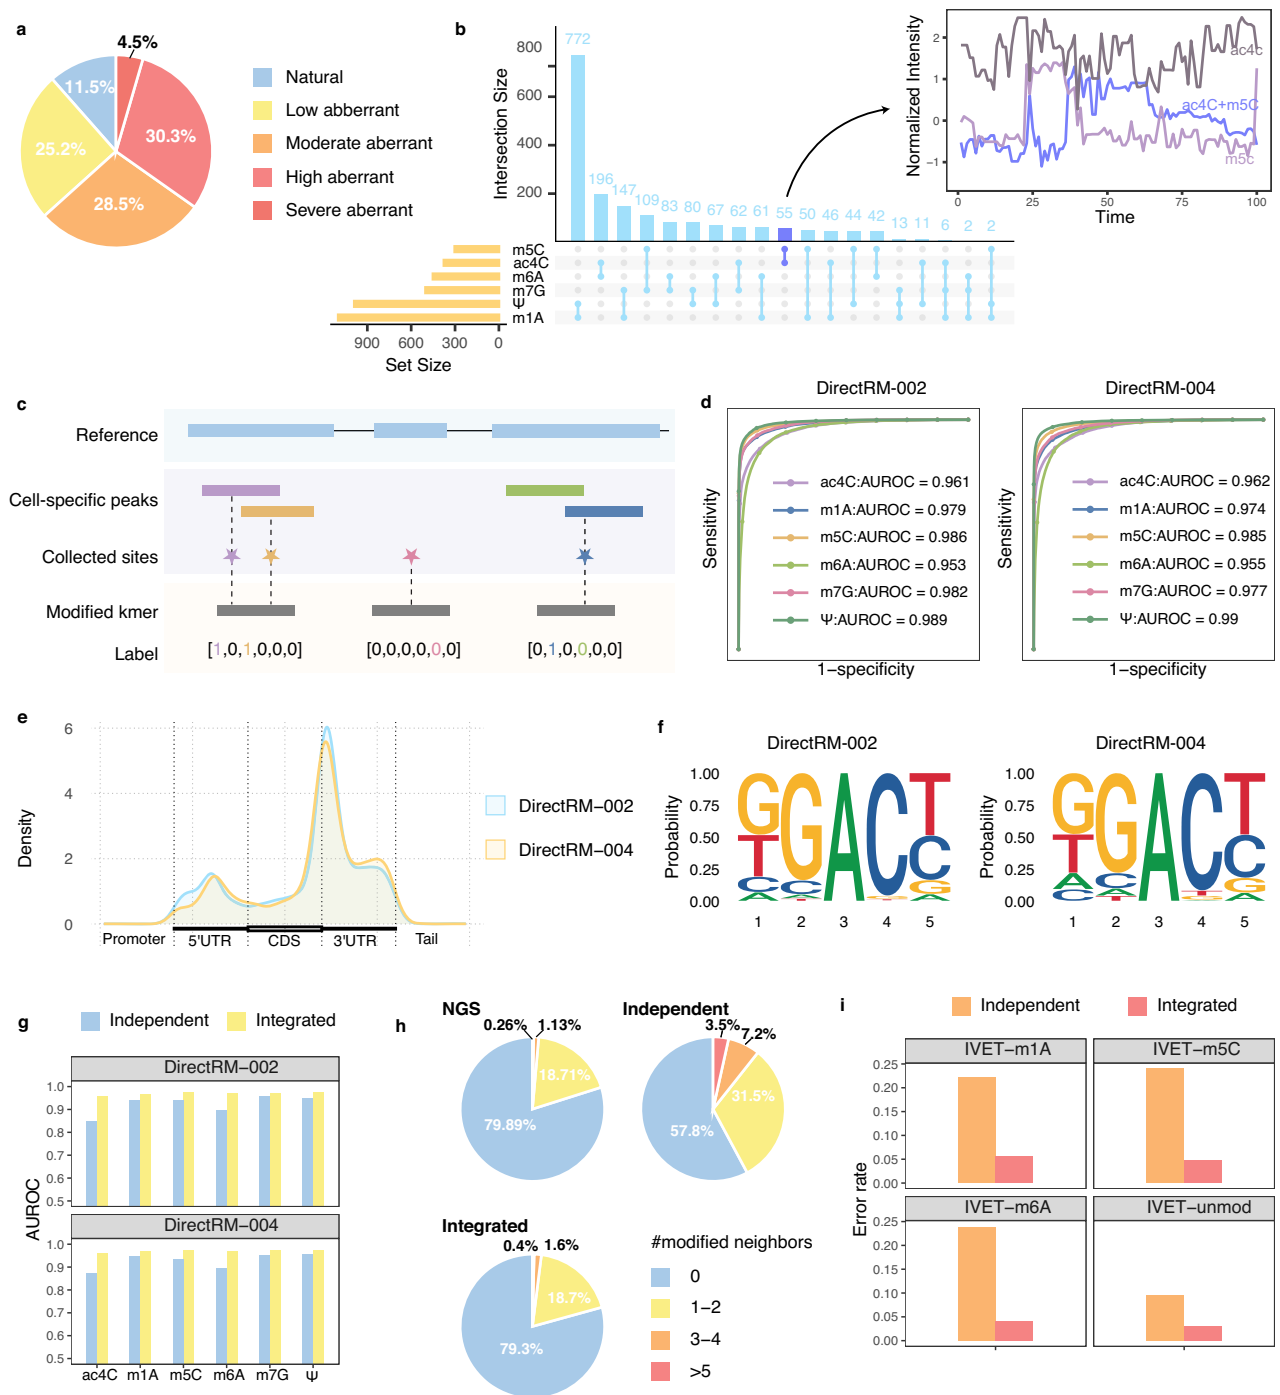 a
4.5%
11.5%
30.3%
25.2%
28.5%
Natural
Low abberrant
Moderate aberrant
High aberrant
Severe aberrant
b
Intersection Size
800
600
400
200
772
196
147
109
83
80
67
62
61
55
50
46
44
42
13
11
6
2
2
m5C
ac4C
m6A
m7G
Ψ
m1A
900
600
300
0
Set Size
Normalized Intensity
2
1
0
−1
ac4c
ac4C+m5C
m5c
0
25
50
75
100
Time
c
Reference
Cell-specific peaks
Collected sites
Modified kmer
Label
[1,0,1,0,0,0]
[0,0,0,0,0,0]
[0,1,0,0,0,0]
d
DirectRM-002
Sensitivity
ac4C:AUROC = 0.961
m1A:AUROC = 0.979
m5C:AUROC = 0.986
m6A:AUROC = 0.953
m7G:AUROC = 0.982
Ψ:AUROC = 0.989
1−specificity
DirectRM-004
Sensitivity
ac4C:AUROC = 0.962
m1A:AUROC = 0.974
m5C:AUROC = 0.985
m6A:AUROC = 0.955
m7G:AUROC = 0.977
Ψ:AUROC = 0.99
1−specificity
e
Density
6
4
2
0
Promoter
5'UTR
CDS
3'UTR
Tail
DirectRM−002
DirectRM−004
f
DirectRM-002
Probability
1.00
0.75
0.50
0.25
0.00
G
T
C
A
G
C
A
C
T
C
G
A
1 2 3 4 5
DirectRM-004
Probability
1.00
0.75
0.50
0.25
0.00
G
T
A
C
G
C
A
T
A
C
T
C
G
A
1 2 3 4 5
g
Independent
Integrated
AUROC
DirectRM−002
1.0
0.9
0.8
0.7
0.6
0.5
DirectRM−004
1.0
0.9
0.8
0.7
0.6
0.5
ac4C m1A m5C m6A m7G Ψ
h
NGS
0.26%
1.13%
18.71%
79.89%
Independent
3.5%
7.2%
31.5%
57.8%
Integrated
0.4%
1.6%
18.7%
79.3%
#modified neighbors
0
1−2
3−4
>5
i
Independent
Integrated
Error rate
IVET−m1A
IVET−m5C
0.25
0.20
0.15
0.10
0.05
0.00
IVET−m6A
IVET−unmod
0.25
0.20
0.15
0.10
0.05
0.00